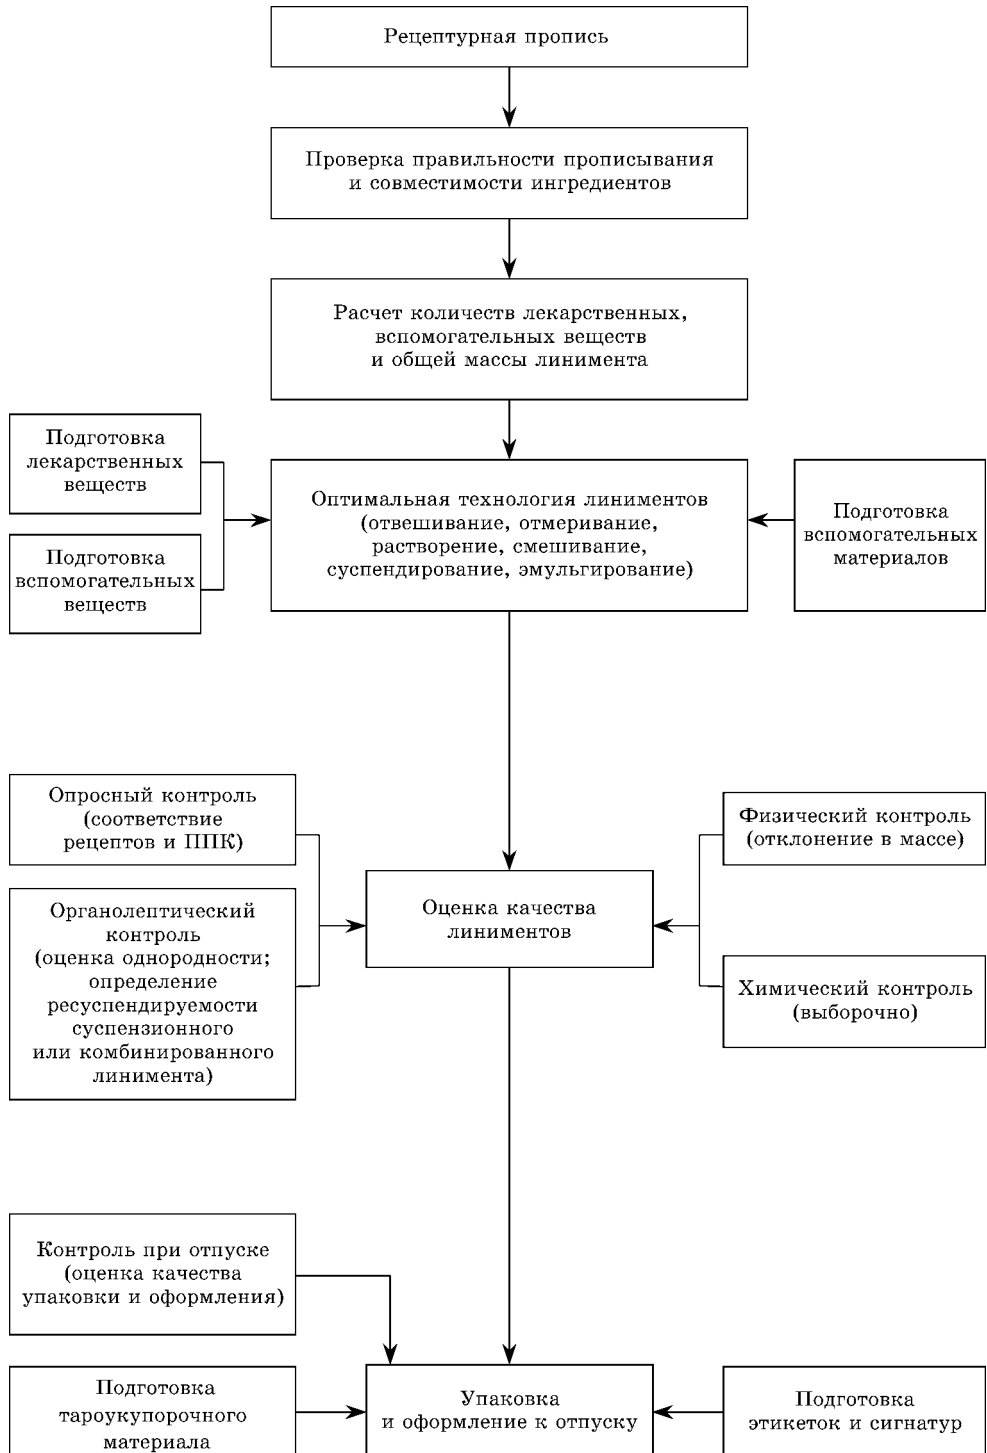 Рецептурная пропись
Проверка правильности прописывания
и совместимости ингредиентов
Расчет количеств лекарственных,
вспомогательных веществ
и общей массы линимента
Подготовка
лекарственных
веществ
Подготовка
вспомогательных
веществ
Оптимальная технология линиментов
(отвешивание, отмеривание,
растворение, смешивание,
суспендирование, эмульгирование)
Подготовка
вспомогательных
материалов
Опросный контроль
(соответствие
рецептов и ППК)
Органолептический
контроль
(оценка однородности;
определение
ресуспендируемости
суспензионного
или комбинированного
линимента)
Оценка качества
линиментов
Физический контроль
(отклонение в массе)
Химический контроль
(выборочно)
Контроль при отпуске
(оценка качества
упаковки и оформления)
Подготовка
тароукупорочного
материала
Упаковка
и оформление к отпуску
Подготовка
этикеток и сигнатур